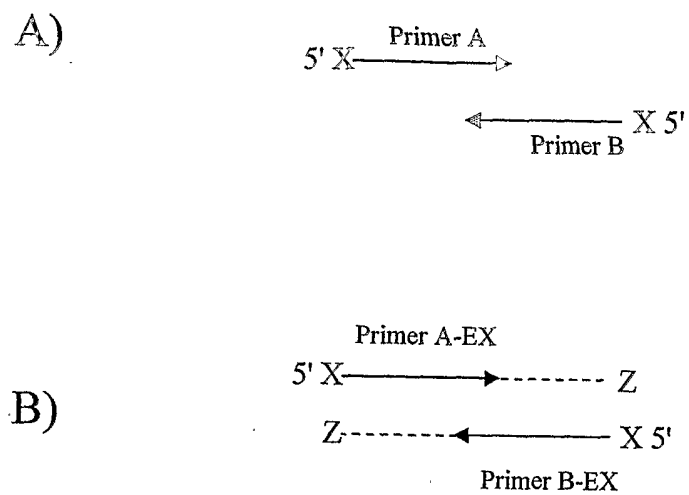 A)
Primer A
5' X
X 5'
Primer B
Primer A-EX
5' X
Z
B)
Z
X 5'
Primer B-EX